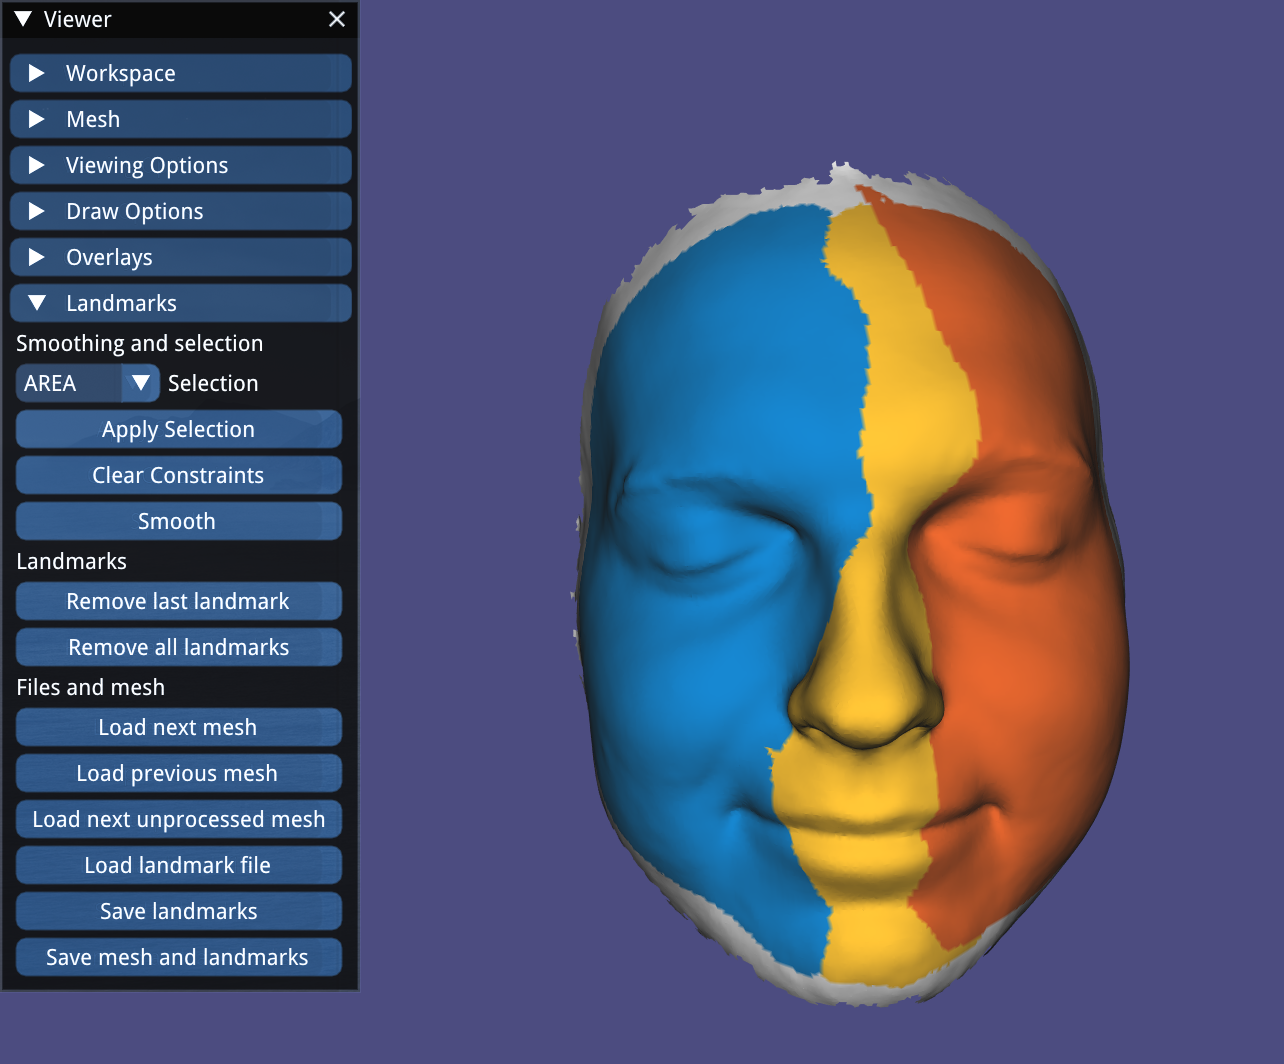 Viewer
Workspace
Mesh
Viewing Options
Draw Options
Overlays
Landmarks
Smoothing and selection
AREA Selection
Apply Selection
Clear Constraints
Smooth
Landmarks
Remove last landmark
Remove all landmarks
Files and mesh
Load next mesh
Load previous mesh
Load next unprocessed mesh
Load landmark file
Save landmarks
Save mesh and landmarks